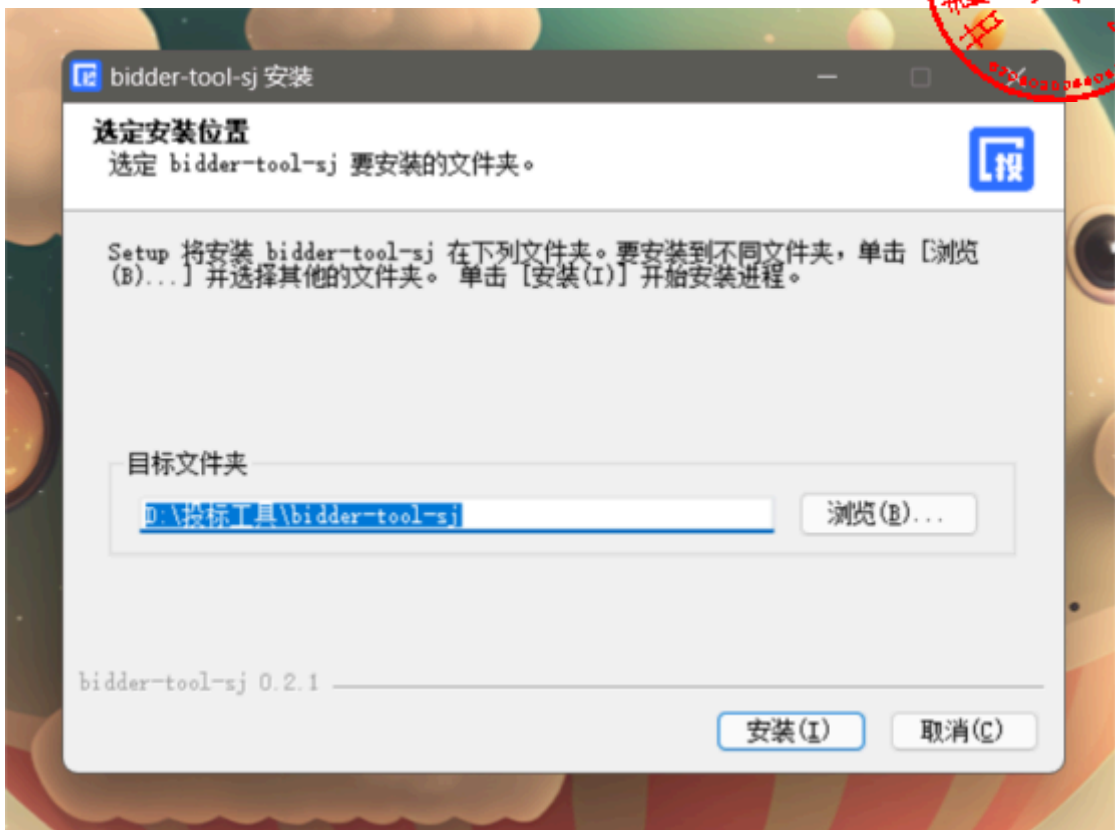 bidder-tool-sj 安装
选定安装位置
选定 bidder-tool-sj 要安装的文件夹。
投
Setup 将安装 bidder-tool-sj 在下列文件夹。要安装到不同文件夹，单击 [浏览
(B)...] 并选择其他的文件夹。 单击 [安装(I)] 开始安装进程。
目标文件夹
D:\投标工具\bidder-tool-sj
浏览(B)...
bidder-tool-sj 0.2.1
安装(I)
取消(C)